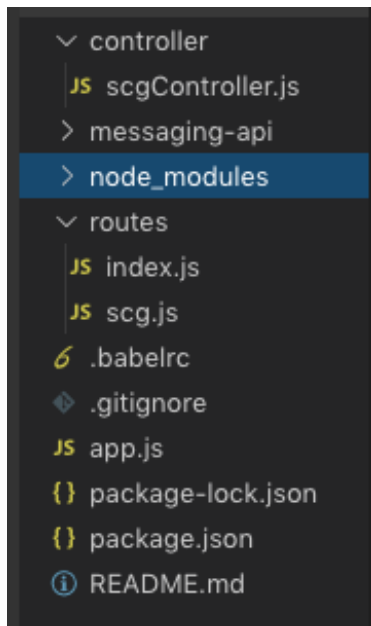 controller
JS scgController.js
messaging-api
node_modules
routes
JS index.js
JS scg.js
.babelrc
.gitignore
JS app.js
{} package-lock.json
{} package.json
README.md